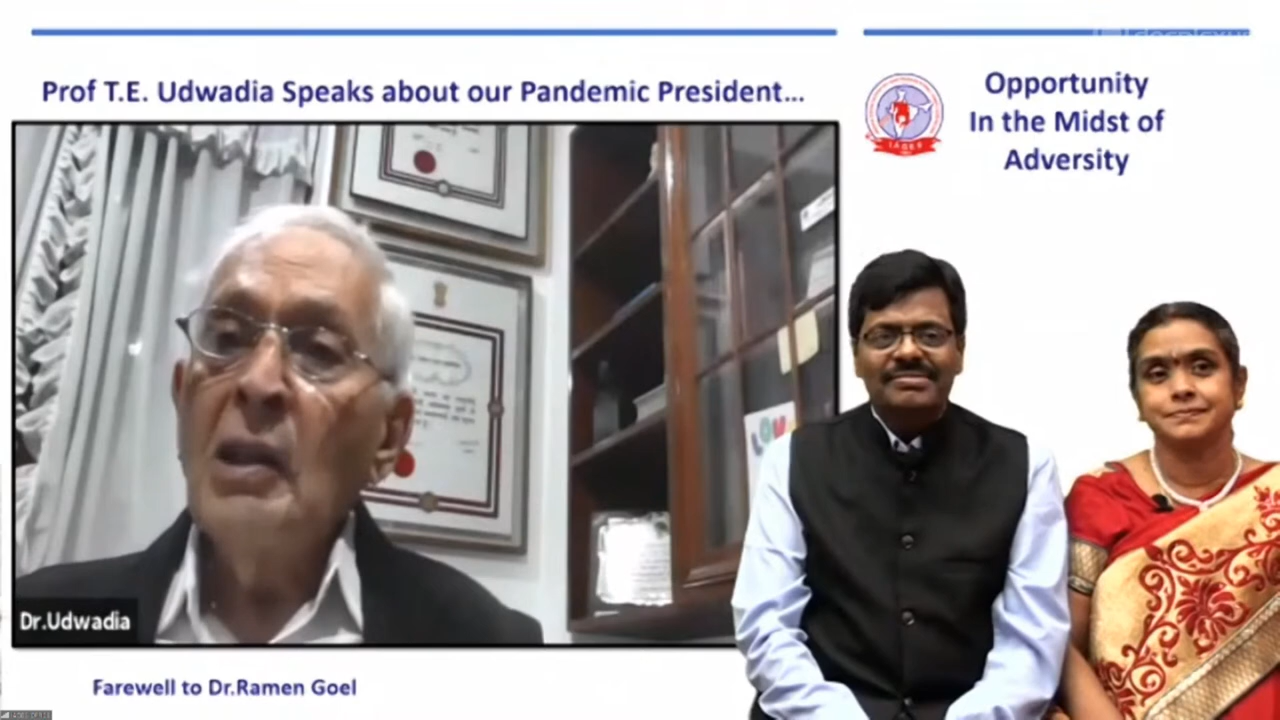 Prof T.E. Udwadia Speaks about our Pandemic President...
Opportunity
In the Midst of
Adversity
I A G E S
Dr.Udwadia
Farewell to Dr.Ramen Goel